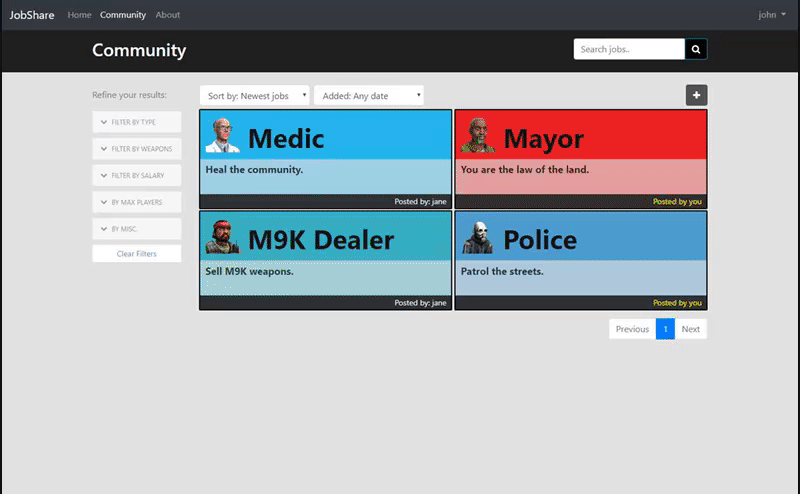 JobShare Home Community About john
Community
Search jobs..
Refine your results:
Sort by: Newest jobs Added: Any date
FILTER BY TYPE
FILTER BY WEAPONS
FILTER BY SALARY
BY MAX PLAYERS
BY MISC.
Clear Filters
Medic
Heal the community.
Posted by: jane
Mayor
You are the law of the land.
Posted by you
M9K Dealer
Sell M9K weapons.
Posted by: jane
Police
Patrol the streets.
Posted by you
Previous 1 Next